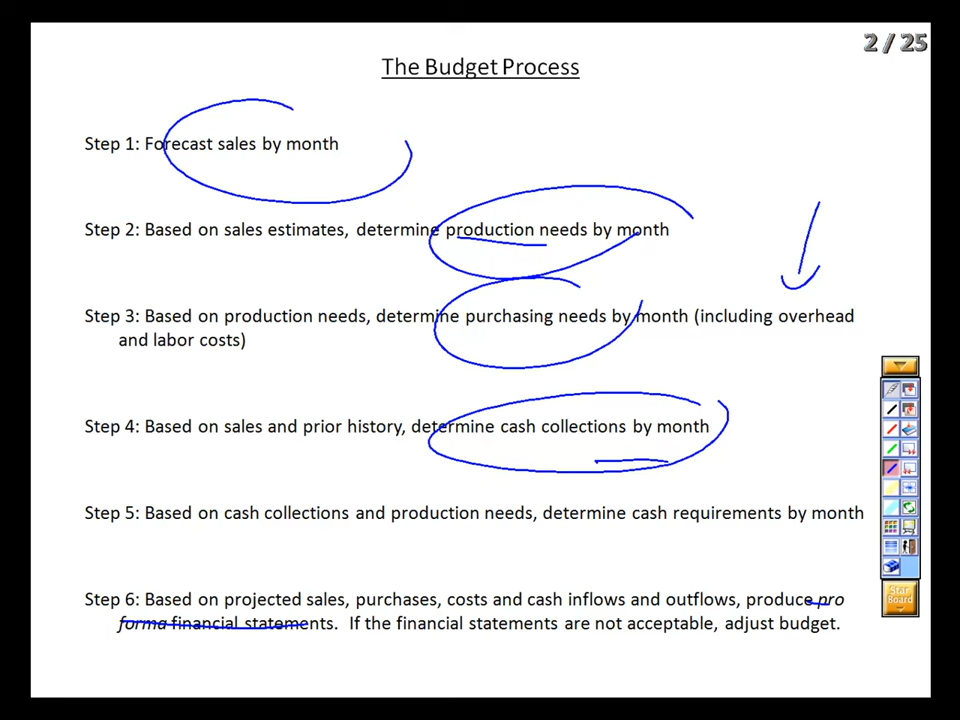 2 / 25
The Budget Process
Step 1: Forecast sales by month
Step 2: Based on sales estimates, determine production needs by month
Step 3: Based on production needs, determine purchasing needs by month (including overhead
and labor costs)
Step 4: Based on sales and prior history, determine cash collections by month
Step 5: Based on cash collections and production needs, determine cash requirements by month
Step 6: Based on projected sales, purchases, costs and cash inflows and outflows, produce pro
forma financial statements.  If the financial statements are not acceptable, adjust budget.
Star
Board